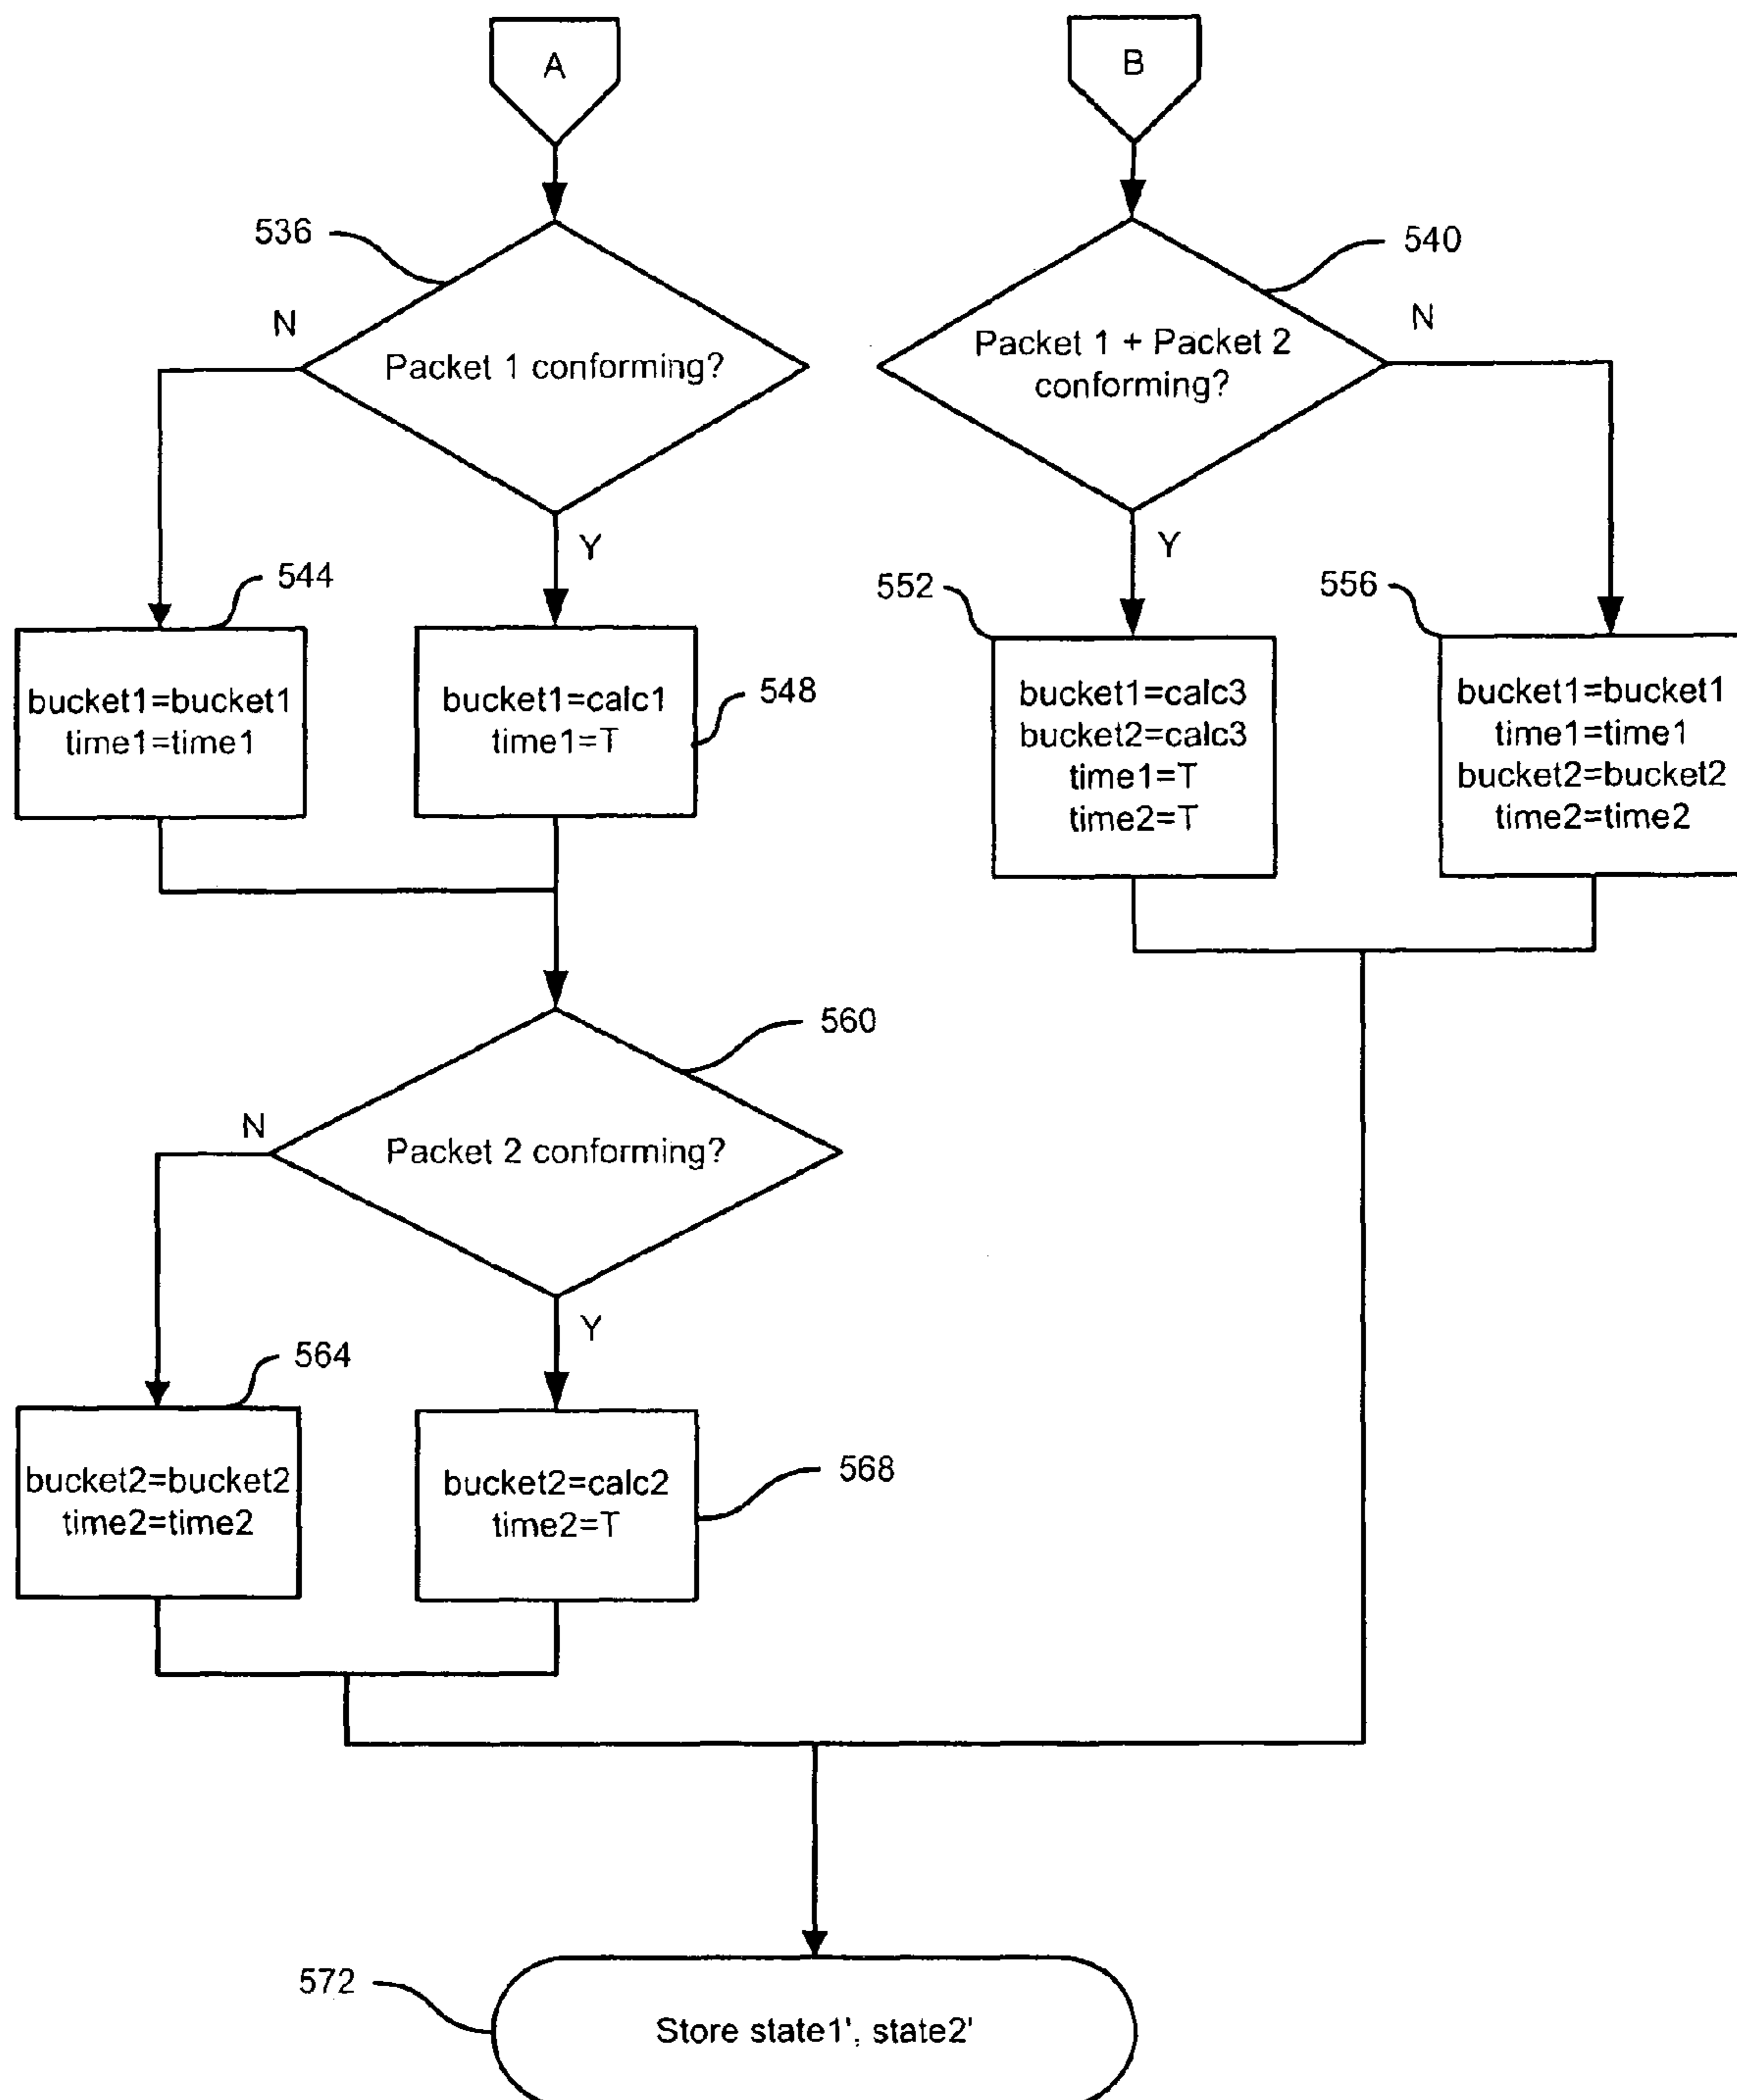 A
B
536
540
N
N
Packet 1 conforming?
Packet 1 + Packet 2
conforming?
Y
Y
544
548
552
556
bucket1=bucket1
time1=time1
bucket1=calc1
time1=T
bucket1=calc3
bucket2=calc3
time1=T
time2=T
bucket1=bucket1
time1=time1
bucket2=bucket2
time2=time2
560
N
Packet 2 conforming?
Y
564
568
bucket2=bucket2
time2=time2
bucket2=calc2
time2=T
572
Store state1', state2'